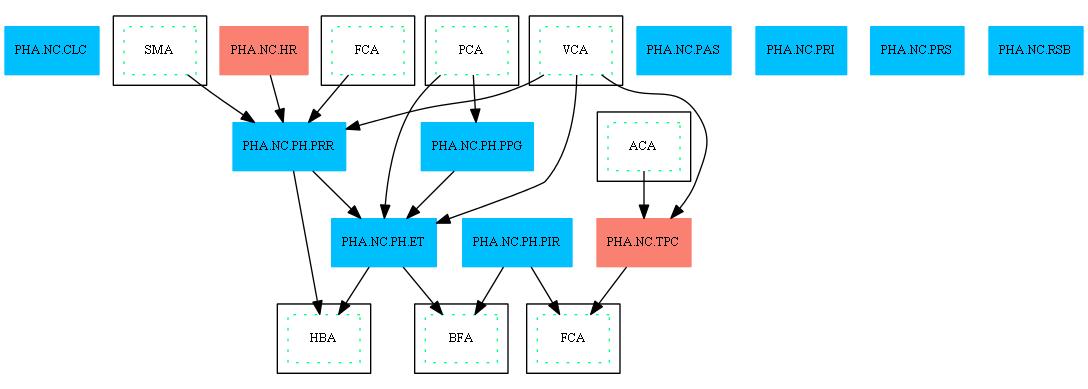 PHA.NC.CLC
SMA
PHA.NC.HR
FCA
PCA
VCA
PHA.NC.PAS
PHA.NC.PRI
PHA.NC.PRS
PHA.NC.RSB
PHA.NC.PH.PRR
PHA.NC.PH.PPG
ACA
PHA.NC.PH.ET
PHA.NC.PH.PIR
PHA.NC.TPC
HBA
BFA
FCA